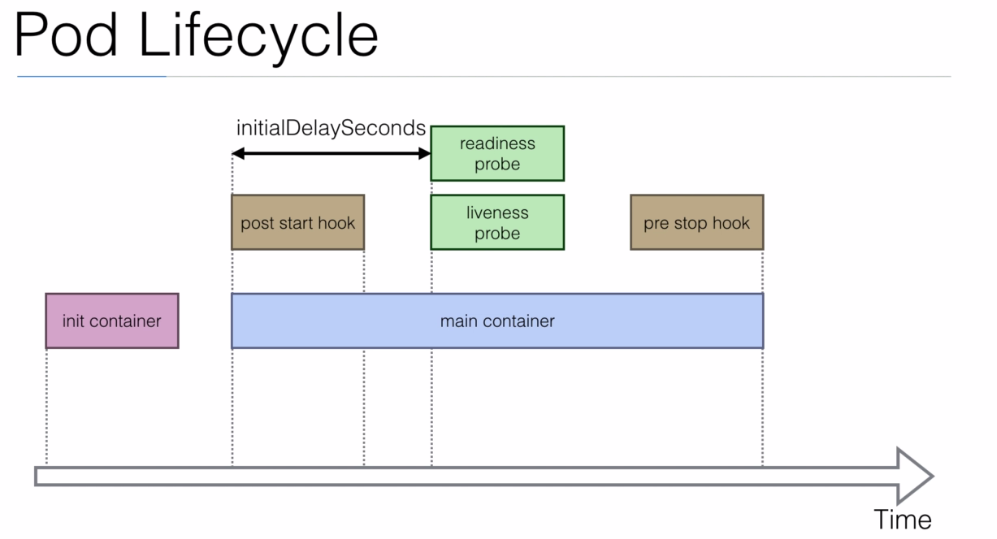 Pod Lifecycle
initialDelaySeconds
readiness
probe
post start hook
liveness
probe
pre stop hook
init container
main container
Time